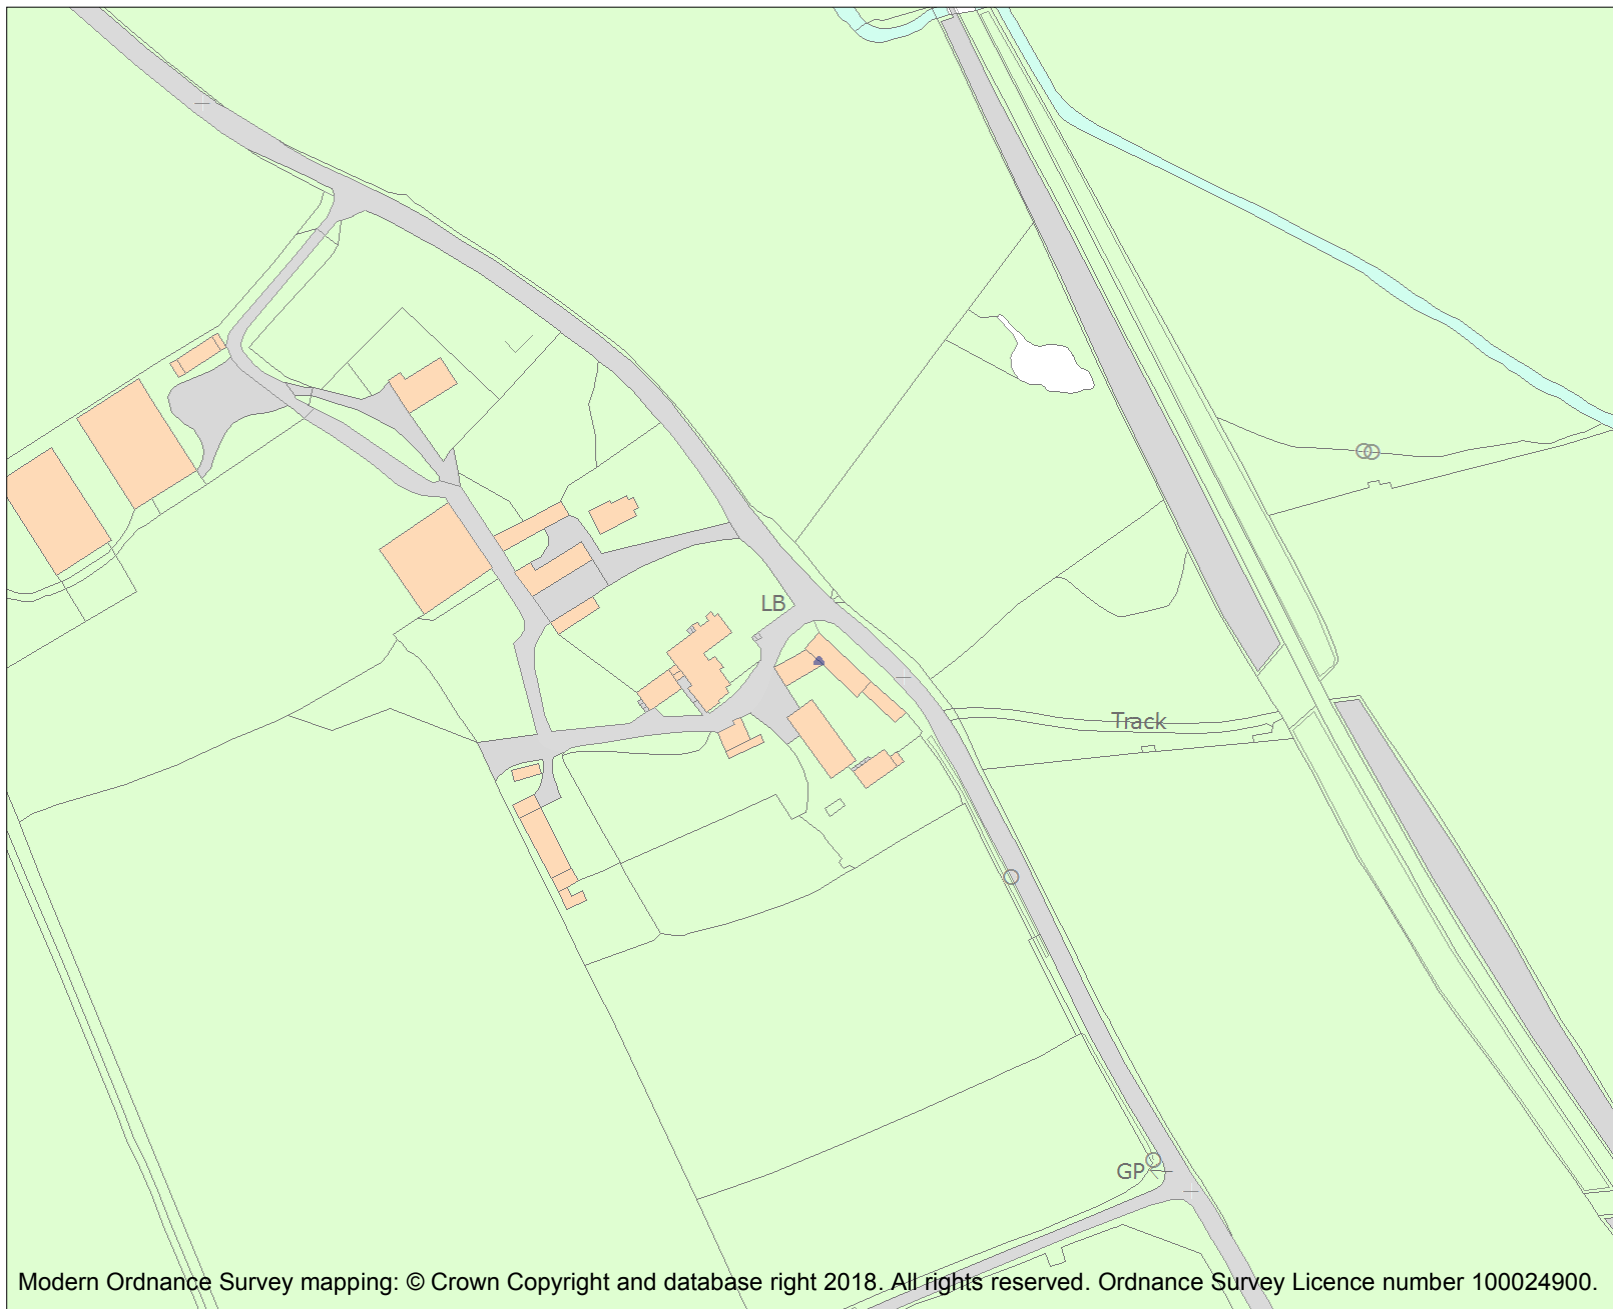 LB
Track
GP
Modern Ordnance Survey mapping: © Crown Copyright and database right 2018. All rights reserved. Ordnance Survey Licence number 100024900.